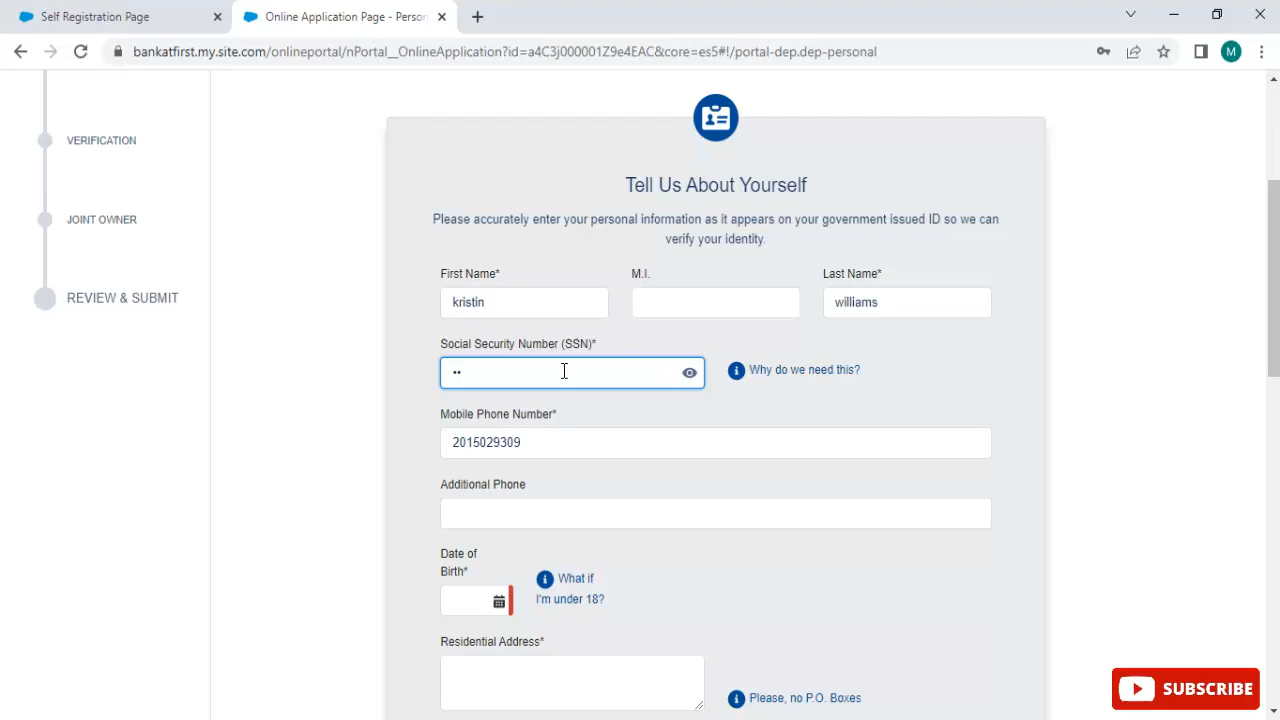 Self Registration Page
Online Application Page - Person
bankatfirst.my.site.com/onlineportal/nPortal__OnlineApplication?id=a4C3j000001Z9e4EAC&core=es5#!/portal-dep.dep-personal
M
VERIFICATION
JOINT OWNER
REVIEW & SUBMIT
Tell Us About Yourself
Please accurately enter your personal information as it appears on your government issued ID so we can
verify your identity.
First Name*
M.I.
Last Name*
kristin
williams
Social Security Number (SSN)*
••
Why do we need this?
Mobile Phone Number*
2015029309
Additional Phone
Date of
Birth*
What if
I'm under 18?
Residential Address*
Please, no P.O. Boxes
SUBSCRIBE